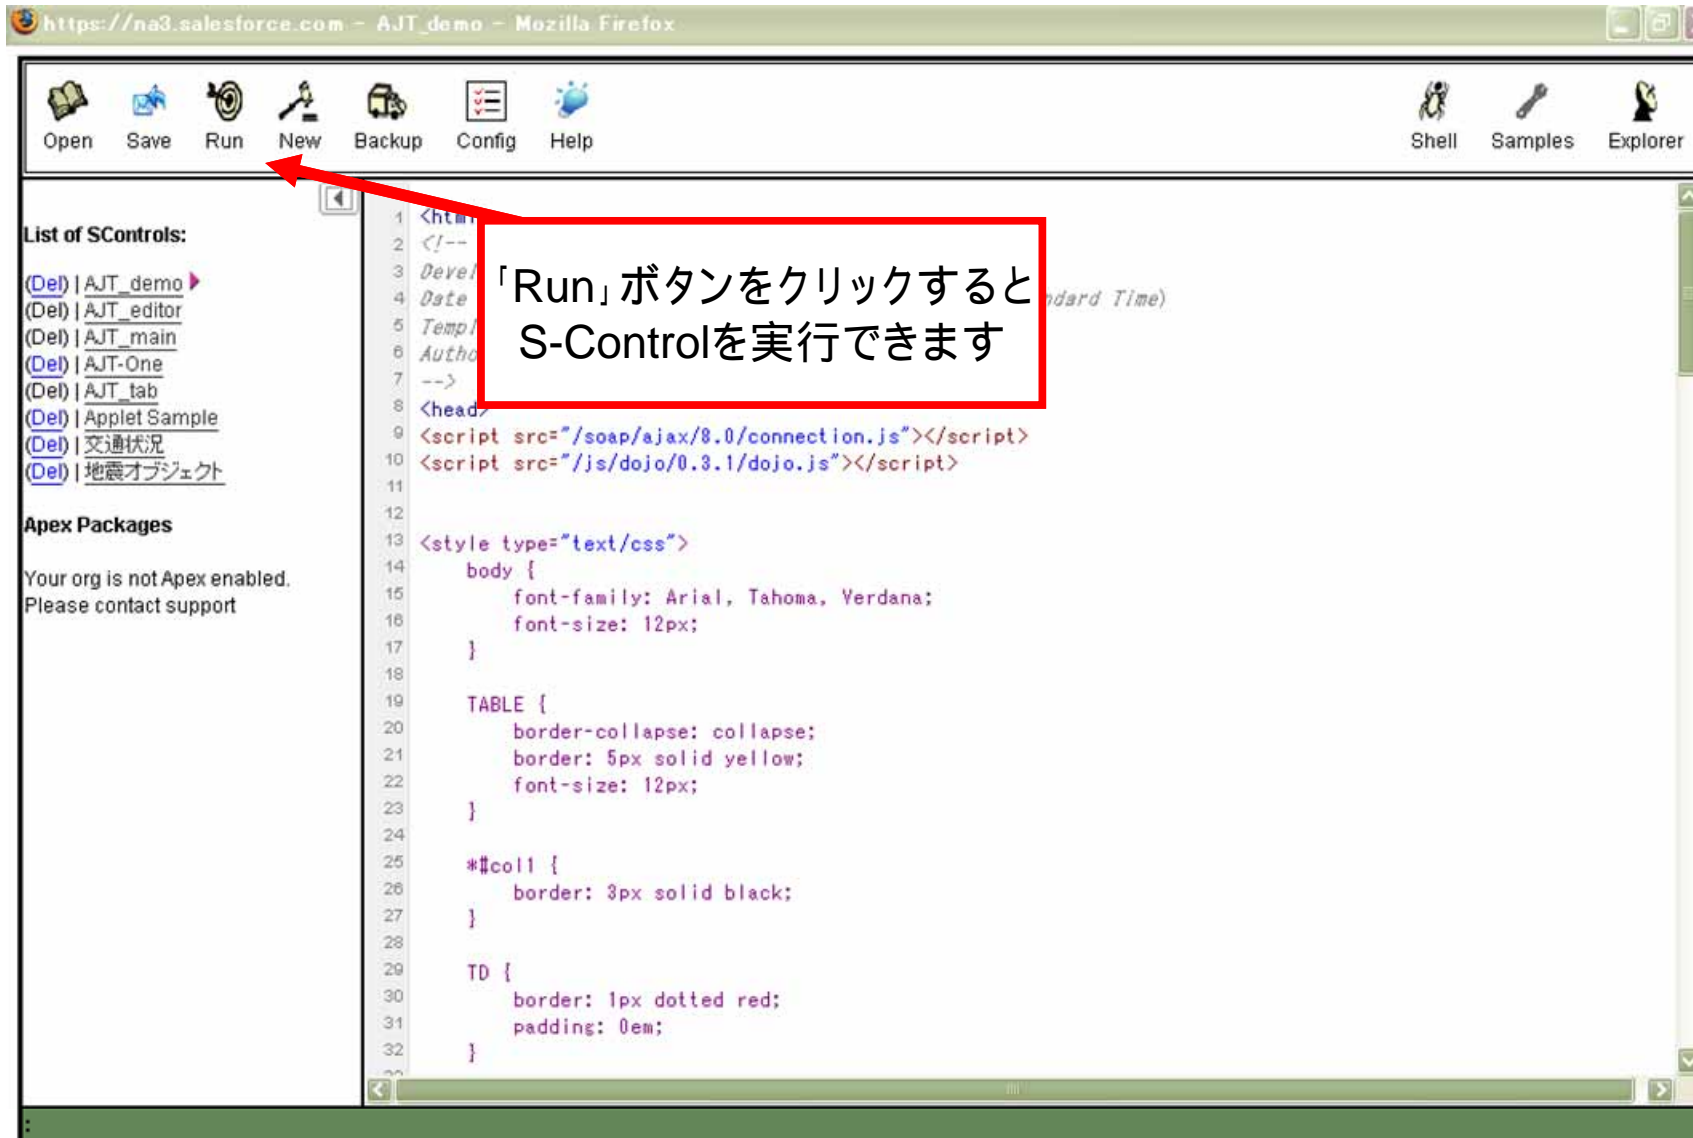 https://na3.salesforce.com - AJT_demo - Mozilla Firefox
Open Save Run New Backup Config Help Shell Samples Explorer
List of SControls:
(Del) | AJT_demo
(Del) | AJT_editor
(Del) | AJT_main
(Del) | AJT-One
(Del) | AJT_tab
(Del) | Applet Sample
(Del) | 交通状況
(Del) | 地震オブジェクト
Apex Packages
Your org is not Apex enabled.
Please contact support
「Run」ボタンをクリックすると
S-Controlを実行できます
1 <html
2 <!--
3 Devel
4 Date ndard Time)
5 Templ
6 Autho
7 -->
8 <head>
9 <script src="/soap/ajax/8.0/connection.js"></script>
10 <script src="/js/dojo/0.3.1/dojo.js"></script>
11
12
13 <style type="text/css">
14 body {
15 font-family: Arial, Tahoma, Verdana;
16 font-size: 12px;
17 }
18
19 TABLE {
20 border-collapse: collapse;
21 border: 5px solid yellow;
22 font-size: 12px;
23 }
24
25 *#col1 {
26 border: 3px solid black;
27 }
28
29 TD {
30 border: 1px dotted red;
31 padding: 0em;
32 }
: